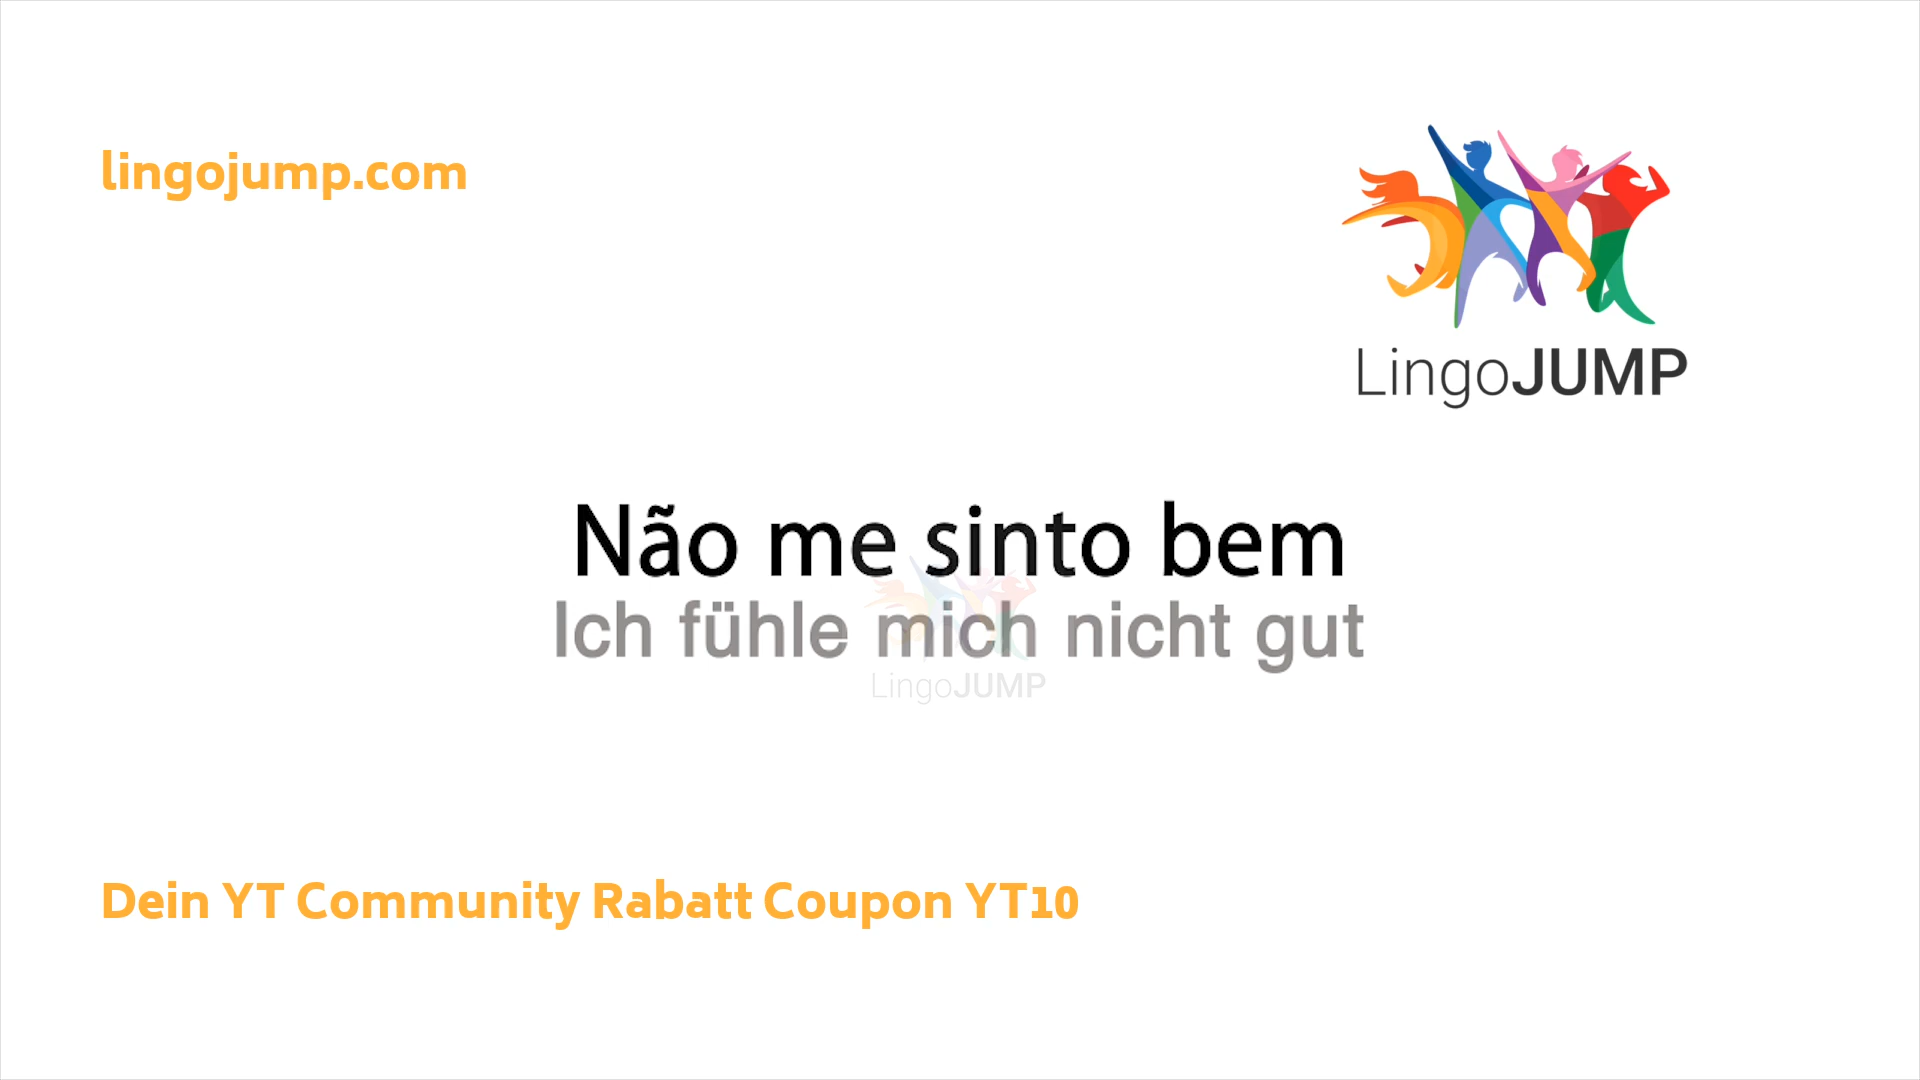 lingojump.com
LingoJUMP
Não me sinto bem
Ich fühle mich nicht gut
LingoJUMP
Dein YT Community Rabatt Coupon YT10